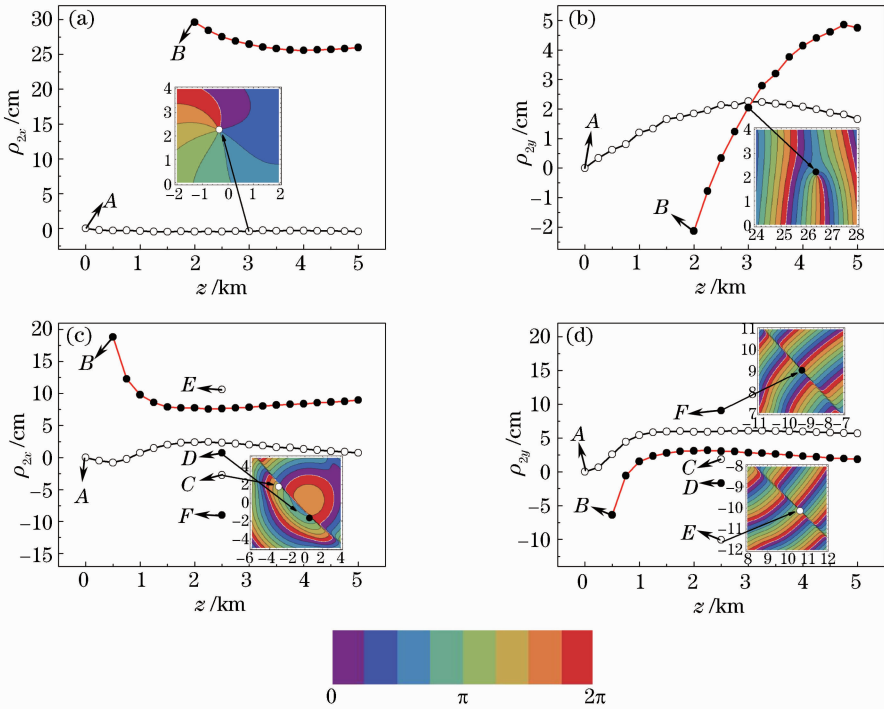 (a)
30
25
20
15
10
5
0
ρ2x /cm
B
A
4
3
2
1
0
−2 −1 0 1 2
0 1 2 3 4 5
z /km
(b)
5
4
3
2
1
0
−1
−2
ρ2y /cm
A
B
4
3
2
1
0
24 25 26 27 28
0 1 2 3 4 5
z /km
(c)
20
15
10
5
0
−5
−10
−15
ρ2x /cm
B
E
D
C
A
F
4
2
0
−2
−4
−6 −4 −2 0 2 4
0 1 2 3 4 5
z /km
(d)
20
15
10
5
0
−5
−10
ρ2y /cm
11
10
9
8
7
−11 −10 −9 −8 −7
F
A
C
D
B
E
−8
−9
−10
−11
−12
8 9 10 11 12
0 1 2 3 4 5
z /km
0 π 2π